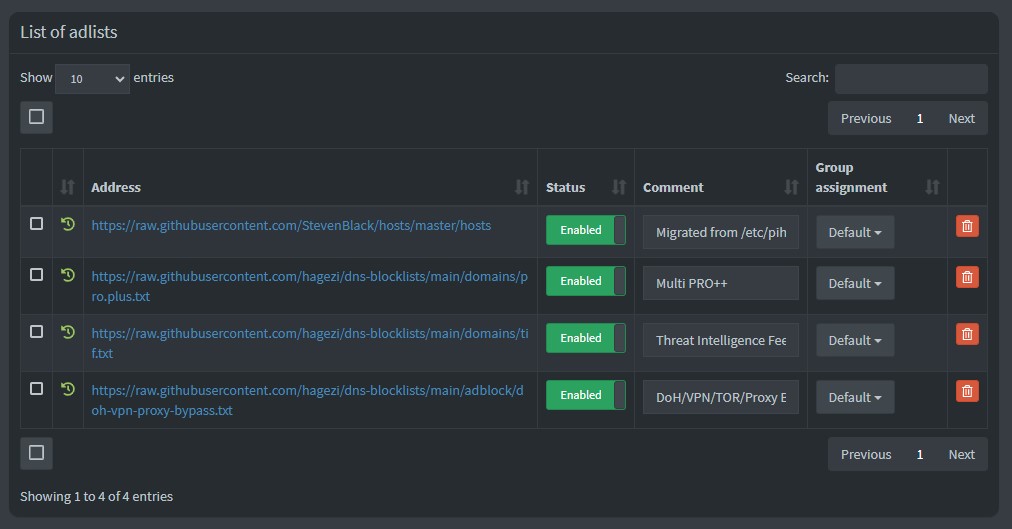 List of adlists
Show 10 entries
Search:
Previous 1 Next
Address Status Comment Group assignment
https://raw.githubusercontent.com/StevenBlack/hosts/master/hosts Enabled Migrated from /etc/pih Default
https://raw.githubusercontent.com/hagezi/dns-blocklists/main/domains/p
ro.plus.txt Enabled Multi PRO++ Default
https://raw.githubusercontent.com/hagezi/dns-blocklists/main/domains/ti
f.txt Enabled Threat Intelligence Fee Default
https://raw.githubusercontent.com/hagezi/dns-blocklists/main/adblock/d
oh-vpn-proxy-bypass.txt Enabled DoH/VPN/TOR/Proxy E Default
Previous 1 Next
Showing 1 to 4 of 4 entries